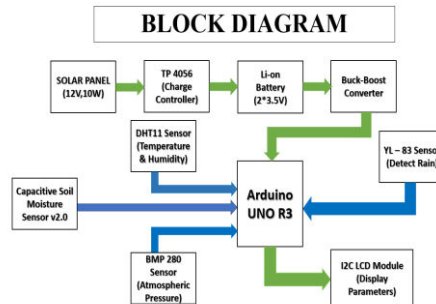 BLOCK DIAGRAM
SOLAR PANEL
(12V,10W)
TP 4056
(Charge
Controller)
Li-on
Battery
(2*3.5V)
Buck-Boost
Converter
DHT11 Sensor
(Temperature
& Humidity)
YL – 83 Senso
(Detect Rain)
Capacitive Soil
Moisture
Sensor v2.0
Arduino
UNO R3
BMP 280
Sensor
(Atmospheric
Pressure)
I2C LCD Module
(Display
Parameters)